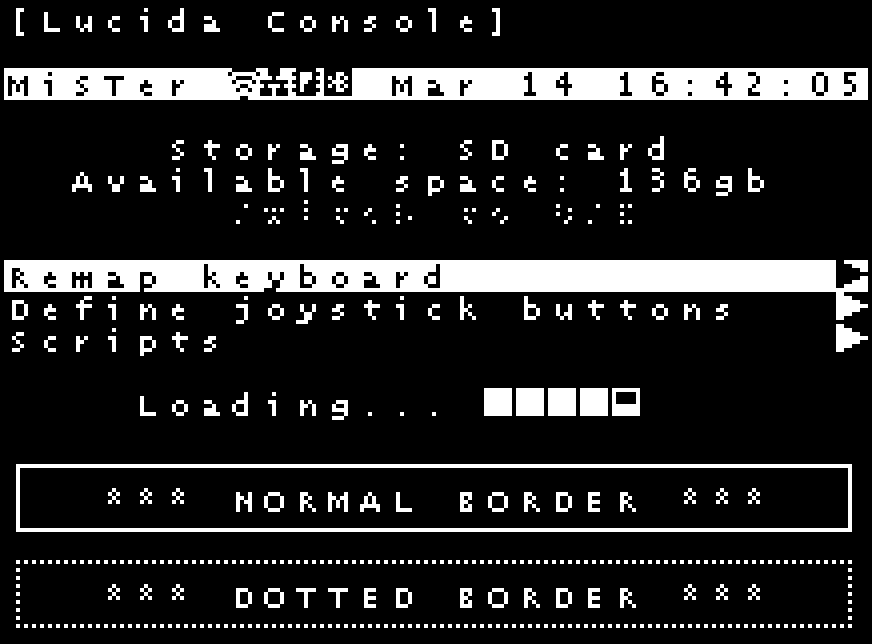 [Lucida Console]
MiSTer Mar 14 16:42:05
Storage: SD card
Available space: 136gb
Remap keyboard
Define joystick buttons
Scripts
Loading...
*** NORMAL BORDER ***
*** DOTTED BORDER ***